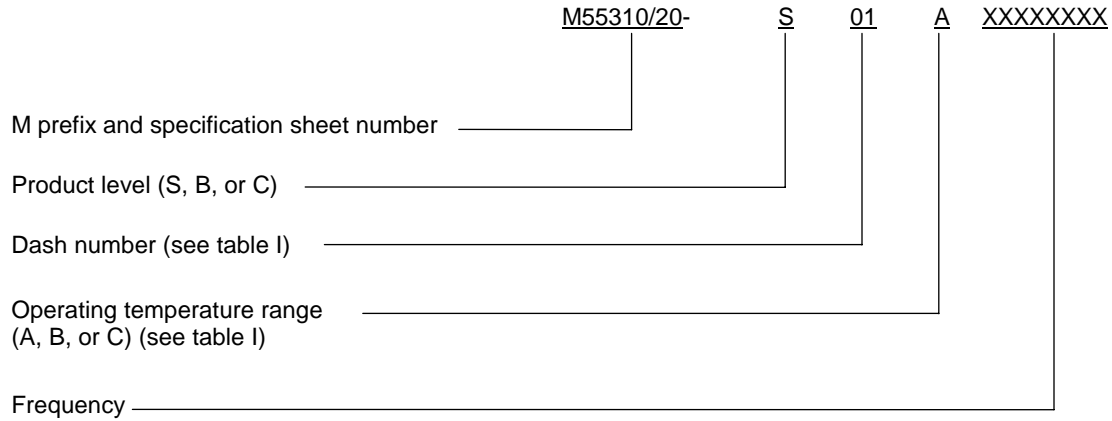 M55310/20- S 01 A XXXXXXXX
M prefix and specification sheet number
Product level (S, B, or C)
Dash number (see table I)
Operating temperature range
(A, B, or C) (see table I)
Frequency